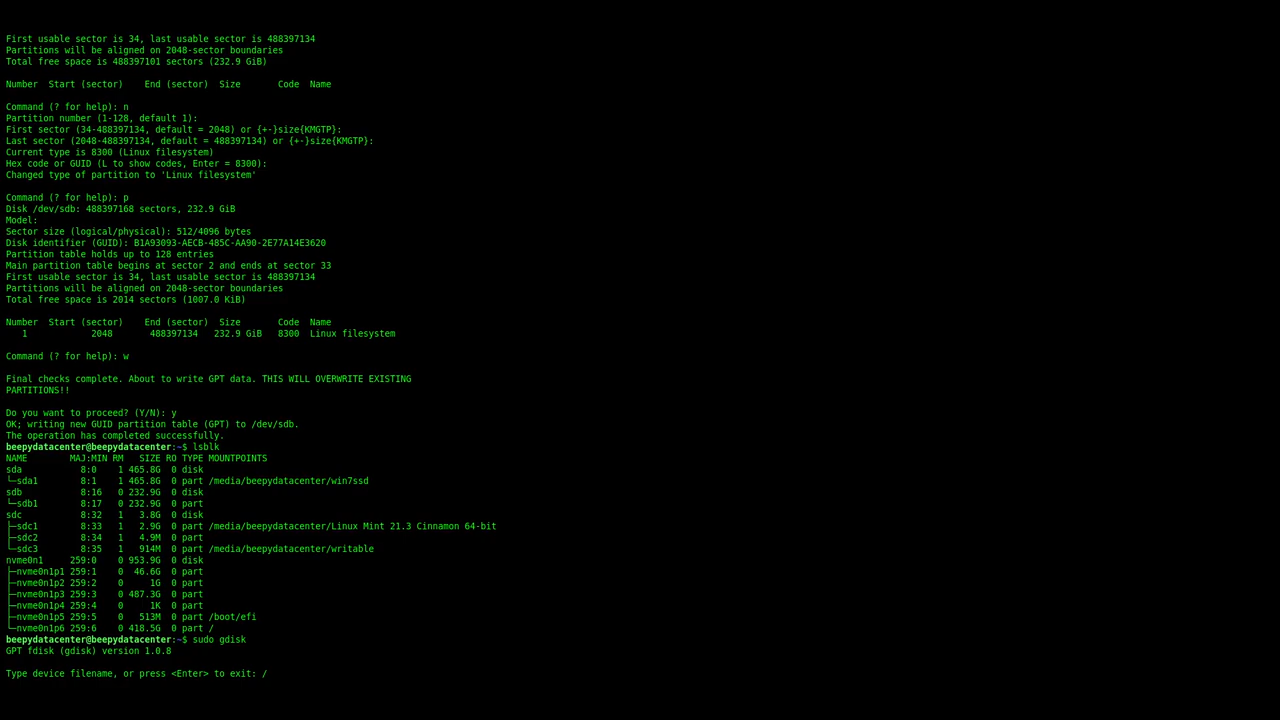 First usable sector is 34, last usable sector is 488397134
Partitions will be aligned on 2048-sector boundaries
Total free space is 488397101 sectors (232.9 GiB)
Number  Start (sector)    End (sector)  Size       Code  Name
Command (? for help): n
Partition number (1-128, default 1):
First sector (34-488397134, default = 2048) or {+-}size{KMGTP}:
Last sector (2048-488397134, default = 488397134) or {+-}size{KMGTP}:
Current type is 8300 (Linux filesystem)
Hex code or GUID (L to show codes, Enter = 8300):
Changed type of partition to 'Linux filesystem'
Command (? for help): p
Disk /dev/sdb: 488397168 sectors, 232.9 GiB
Model:
Sector size (logical/physical): 512/4096 bytes
Disk identifier (GUID): B1A93093-AECB-485C-AA90-2E77A14E3620
Partition table holds up to 128 entries
Main partition table begins at sector 2 and ends at sector 33
First usable sector is 34, last usable sector is 488397134
Partitions will be aligned on 2048-sector boundaries
Total free space is 2014 sectors (1007.0 KiB)
Number  Start (sector)    End (sector)  Size       Code  Name
   1            2048       488397134   232.9 GiB   8300  Linux filesystem
Command (? for help): w
Final checks complete. About to write GPT data. THIS WILL OVERWRITE EXISTING
PARTITIONS!!
Do you want to proceed? (Y/N): y
OK; writing new GUID partition table (GPT) to /dev/sdb.
The operation has completed successfully.
beepydatacenter@beepydatacenter:~$ lsblk
NAME        MAJ:MIN RM   SIZE RO TYPE MOUNTPOINTS
sda           8:0    1 465.8G  0 disk
└─sda1        8:1    1 465.8G  0 part /media/beepydatacenter/win7ssd
sdb           8:16   0 232.9G  0 disk
└─sdb1        8:17   0 232.9G  0 part
sdc           8:32   1   3.8G  0 disk
├─sdc1        8:33   1   2.9G  0 part /media/beepydatacenter/Linux Mint 21.3 Cinnamon 64-bit
├─sdc2        8:34   1   4.9M  0 part
└─sdc3        8:35   1   914M  0 part /media/beepydatacenter/writable
nvme0n1     259:0    0 953.9G  0 disk
├─nvme0n1p1 259:1    0  46.6G  0 part
├─nvme0n1p2 259:2    0     1G  0 part
├─nvme0n1p3 259:3    0 487.3G  0 part
├─nvme0n1p4 259:4    0     1K  0 part
├─nvme0n1p5 259:5    0   513M  0 part /boot/efi
└─nvme0n1p6 259:6    0 418.5G  0 part /
beepydatacenter@beepydatacenter:~$ sudo gdisk
GPT fdisk (gdisk) version 1.0.8
Type device filename, or press <Enter> to exit: /